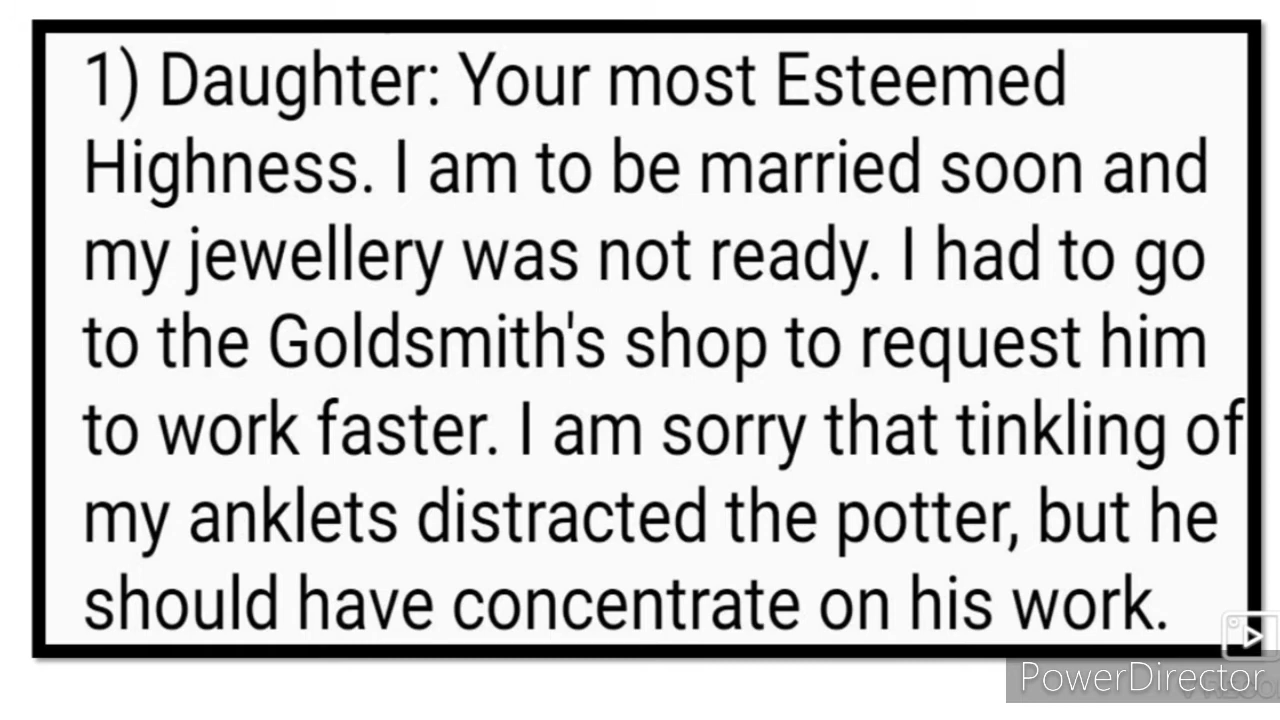 1) Daughter: Your most Esteemed
Highness. I am to be married soon and
my jewellery was not ready. I had to go
to the Goldsmith's shop to request him
to work faster. I am sorry that tinkling of
my anklets distracted the potter, but he
should have concentrate on his work.
PowerDirector